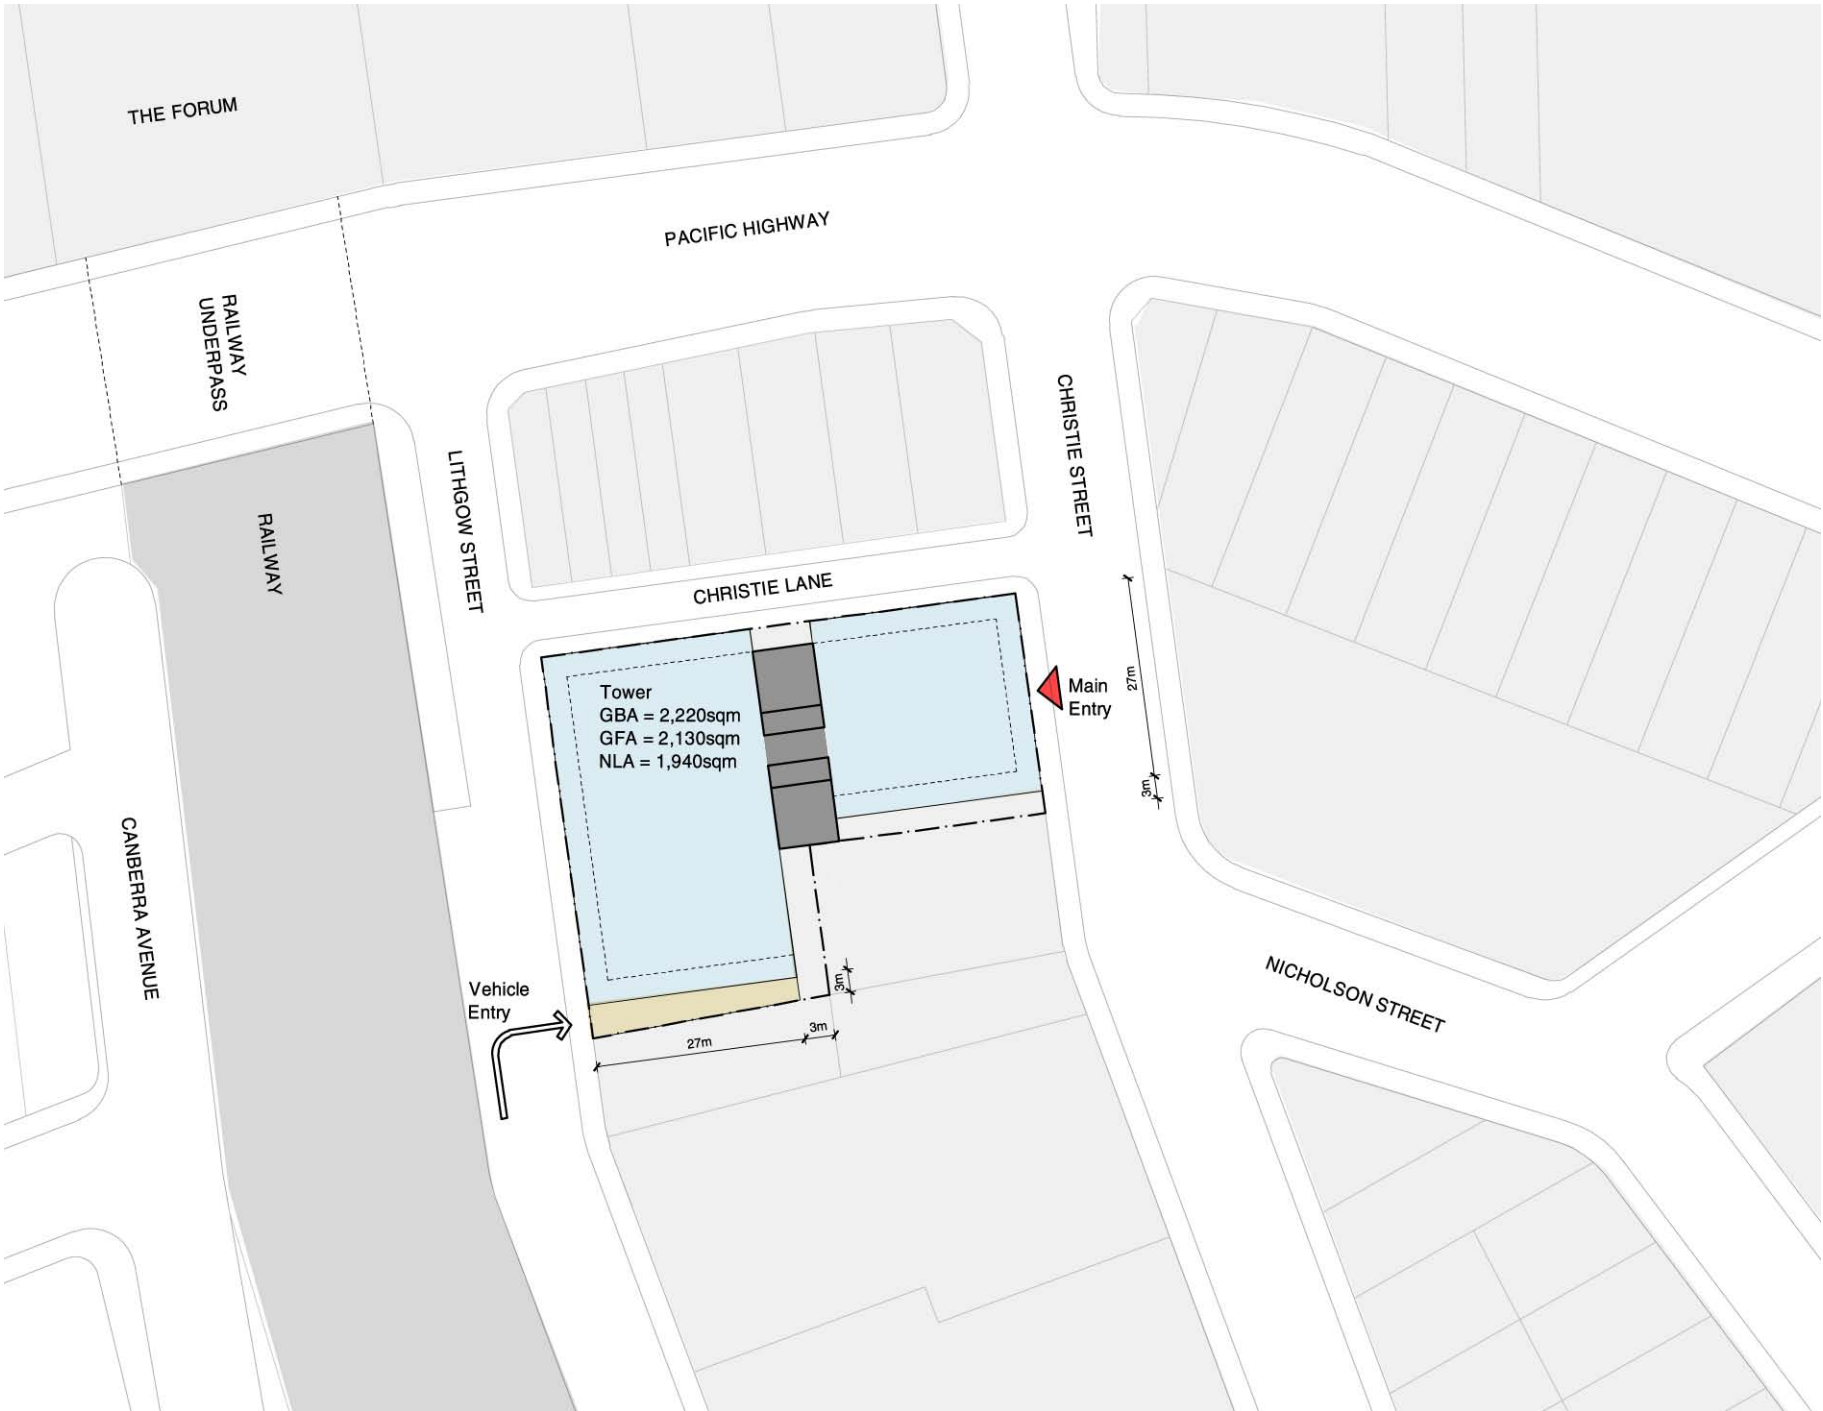 THE FORUM
PACIFIC HIGHWAY
RAILWAY
UNDERPASS
CHRISTIE STREET
LITHGOW STREET
RAILWAY
CHRISTIE LANE
Tower
GBA = 2,220sqm
GFA = 2,130sqm
NLA = 1,940sqm
Main
Entry
27m
3m
CANBERRA AVENUE
Vehicle
Entry
3m
3m
27m
NICHOLSON STREET